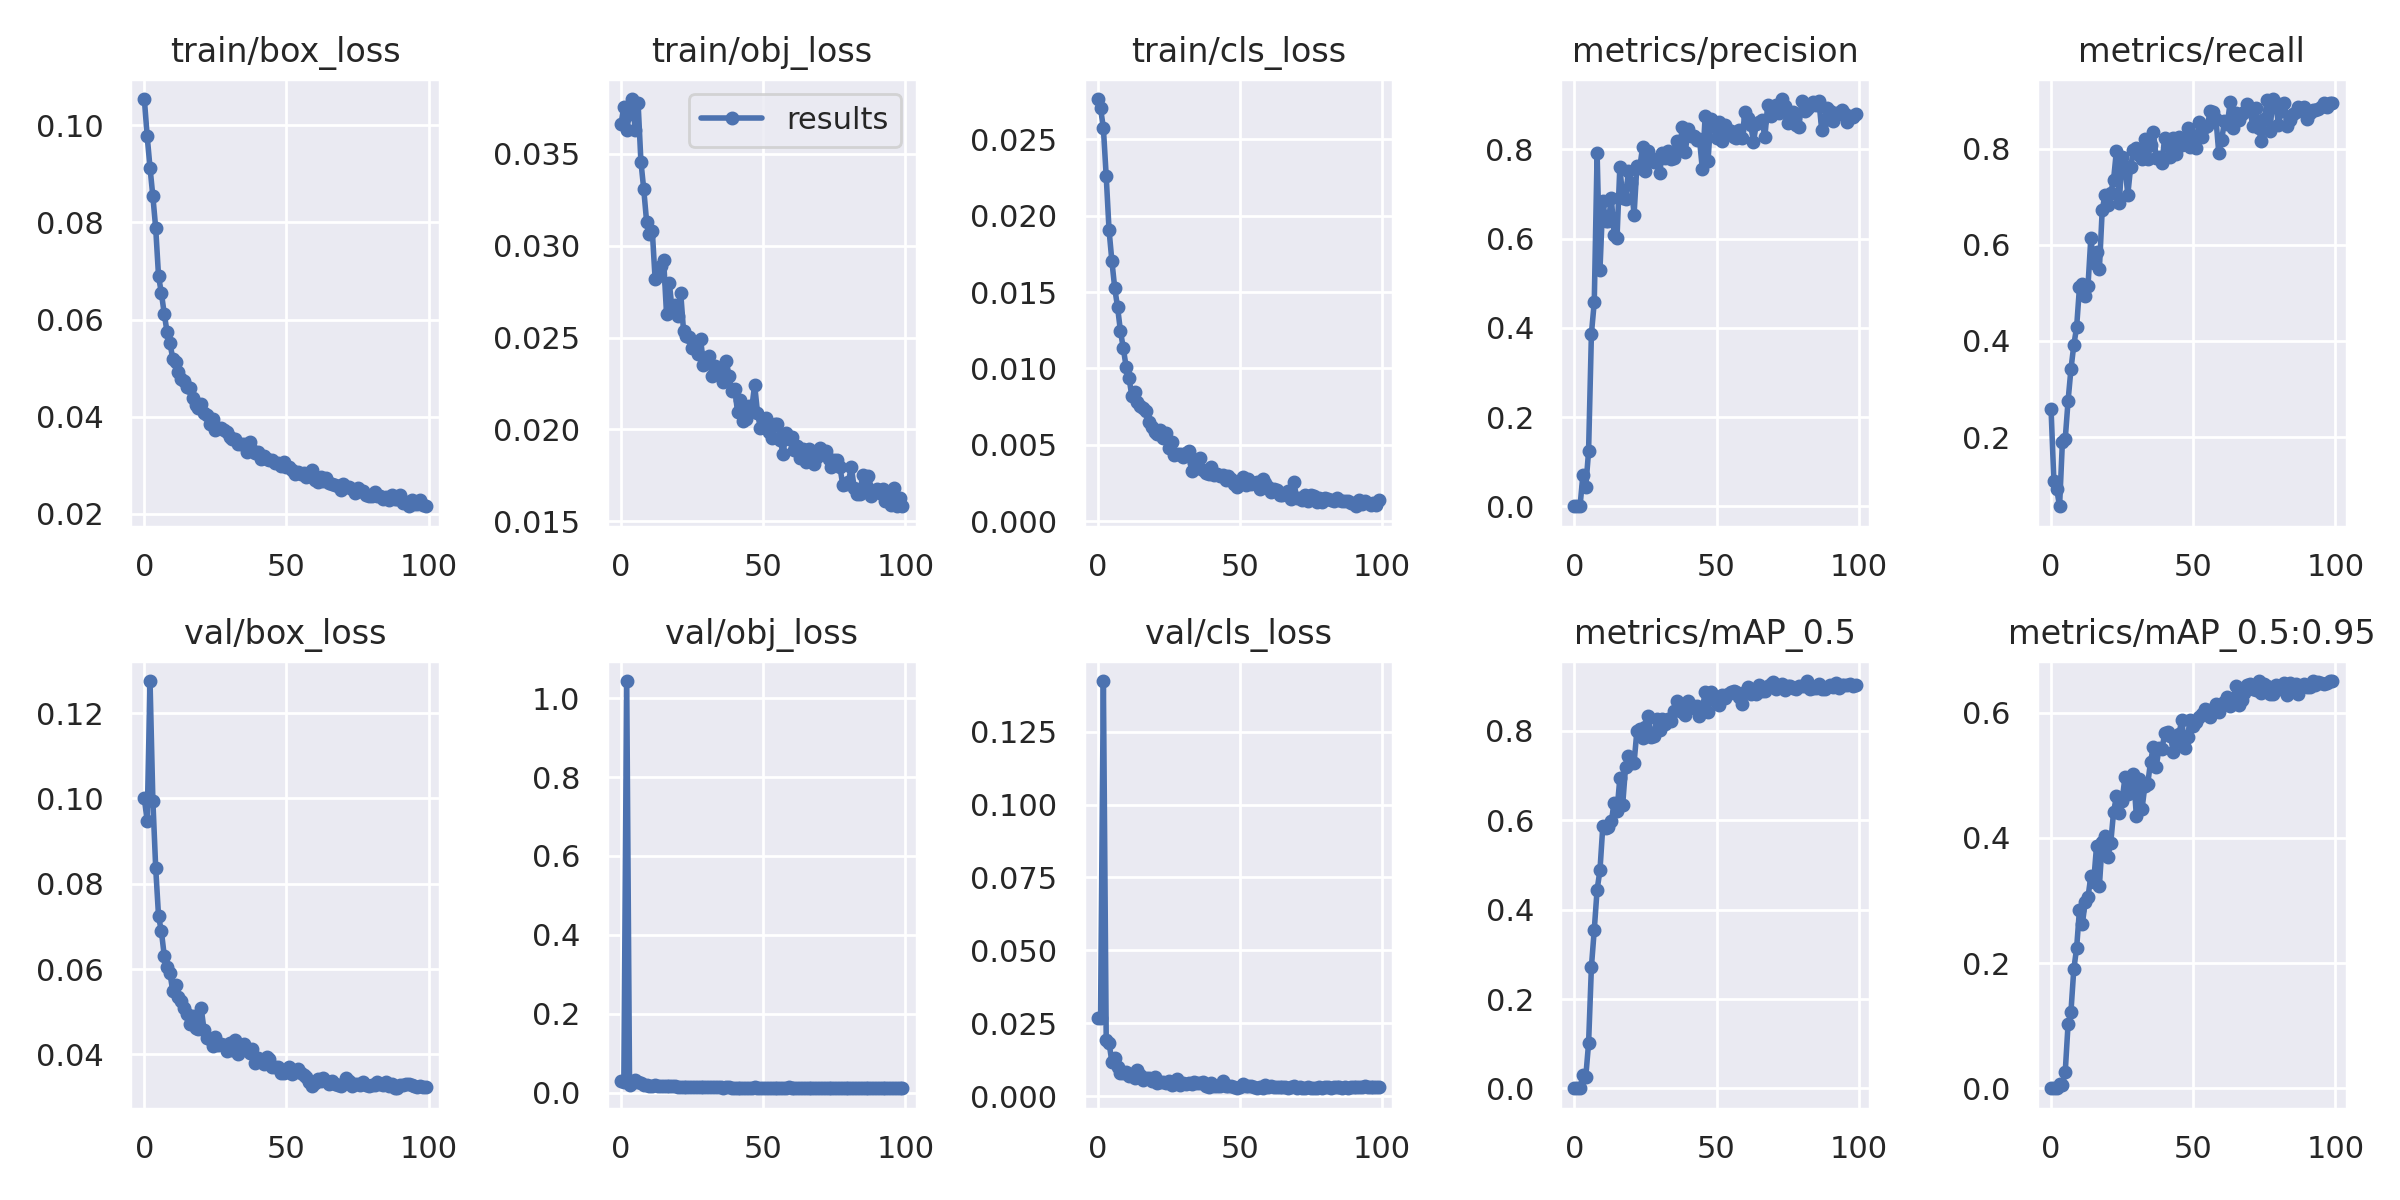 train/box_loss
train/obj_loss
train/cls_loss
metrics/precision
metrics/recall
0.10
0.08
0.06
0.04
0.02
0 50 100
results
0.035
0.030
0.025
0.020
0.015
0 50 100
0.025
0.020
0.015
0.010
0.005
0.000
0 50 100
0.8
0.6
0.4
0.2
0.0
0 50 100
0.8
0.6
0.4
0.2
0 50 100
val/box_loss
val/obj_loss
val/cls_loss
metrics/mAP_0.5
metrics/mAP_0.5:0.95
0.12
0.10
0.08
0.06
0.04
0 50 100
1.0
0.8
0.6
0.4
0.2
0.0
0 50 100
0.125
0.100
0.075
0.050
0.025
0.000
0 50 100
0.8
0.6
0.4
0.2
0.0
0 50 100
0.6
0.4
0.2
0.0
0 50 100